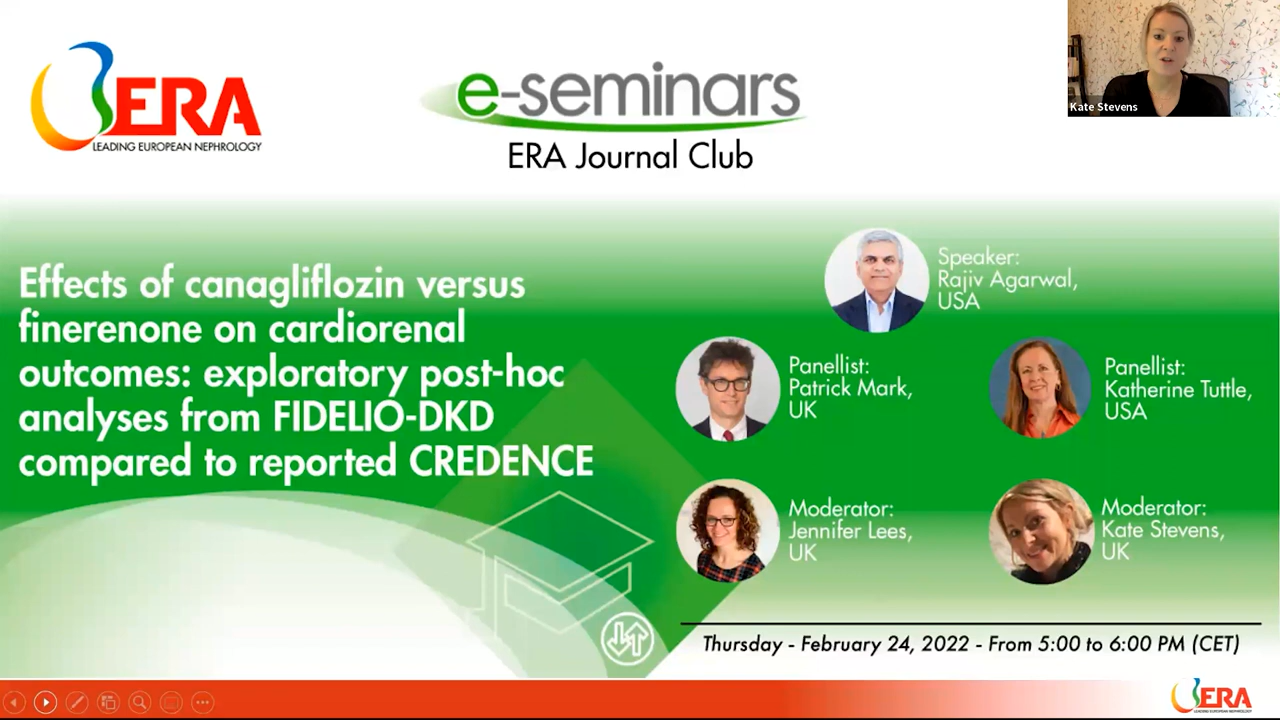 ERA
LEADING EUROPEAN NEPHROLOGY
e-seminars
ERA Journal Club
Kate Stevens
Effects of canagliflozin versus
finerenone on cardiorenal
outcomes: exploratory post-hoc
analyses from FIDELIO-DKD
compared to reported CREDENCE
Speaker:
Rajiv Agarwal,
USA
Panellist:
Patrick Mark,
UK
Panellist:
Katherine Tuttle,
USA
Moderator:
Jennifer Lees,
UK
Moderator:
Kate Stevens,
UK
Thursday - February 24, 2022 - From 5:00 to 6:00 PM (CET)
ERA
LEADING EUROPEAN NEPHROLOGY